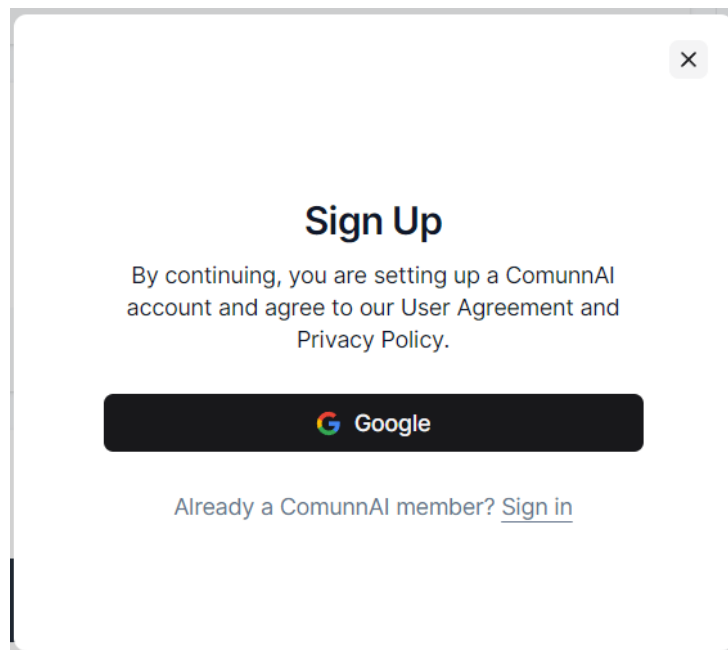 Sign Up
By continuing, you are setting up a ComunnAI
account and agree to our User Agreement and
Privacy Policy.
Google
Already a ComunnAI member? Sign in